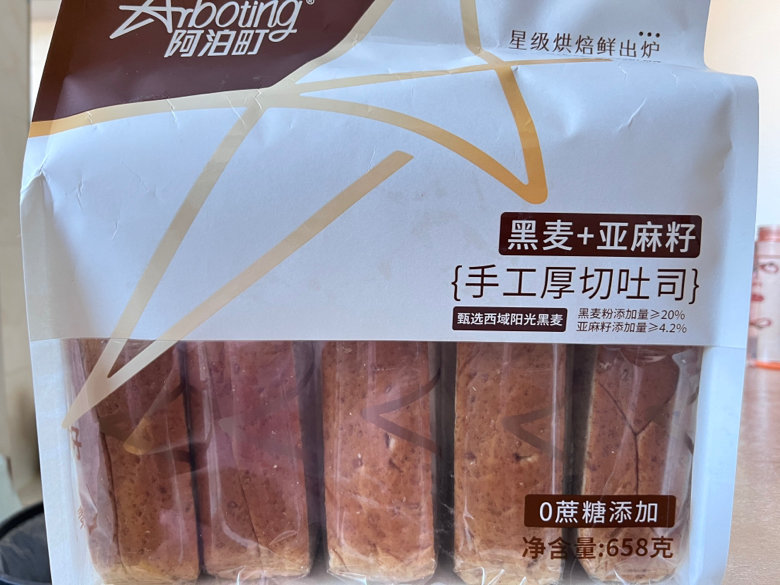 Arboting®
阿泊町
星级烘焙鲜出炉
黑麦+亚麻籽
{手工厚切吐司}
甄选西域阳光黑麦
黑麦粉添加量≥20%
亚麻籽添加量≥4.2%
0蔗糖添加
净含量:658克